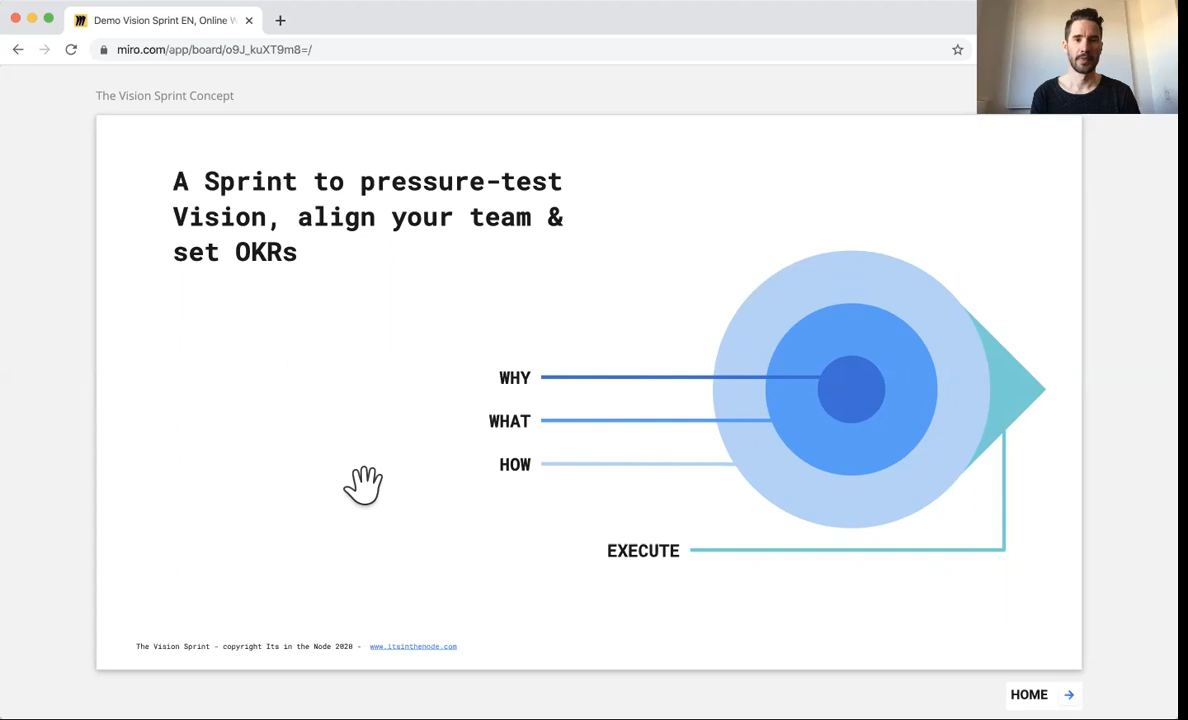 Demo Vision Sprint EN, Online
miro.com/app/board/o9J_kuXT9m8=/
The Vision Sprint Concept
A Sprint to pressure-test
Vision, align your team &
set OKRs
WHY
WHAT
HOW
EXECUTE
The Vision Sprint - copyright Its in the Node 2020 - www.itsinthenode.com
HOME